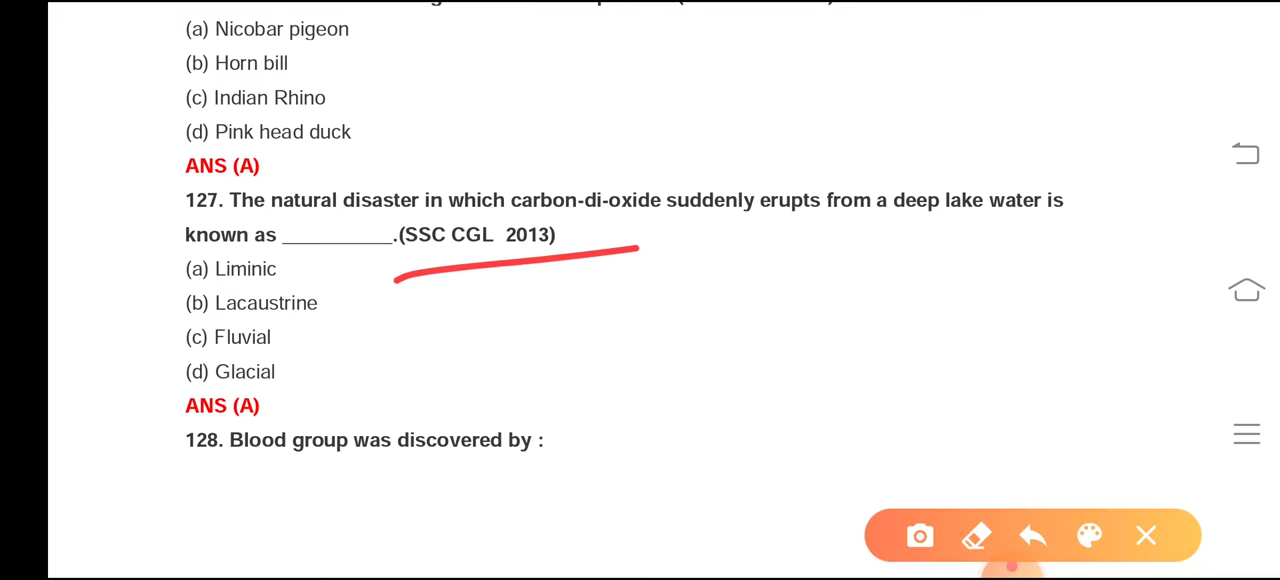 (a) Nicobar pigeon
(b) Horn bill
(c) Indian Rhino
(d) Pink head duck
ANS (A)
127. The natural disaster in which carbon-di-oxide suddenly erupts from a deep lake water is
known as __________.(SSC CGL 2013)
(a) Liminic
(b) Lacaustrine
(c) Fluvial
(d) Glacial
ANS (A)
128. Blood group was discovered by :